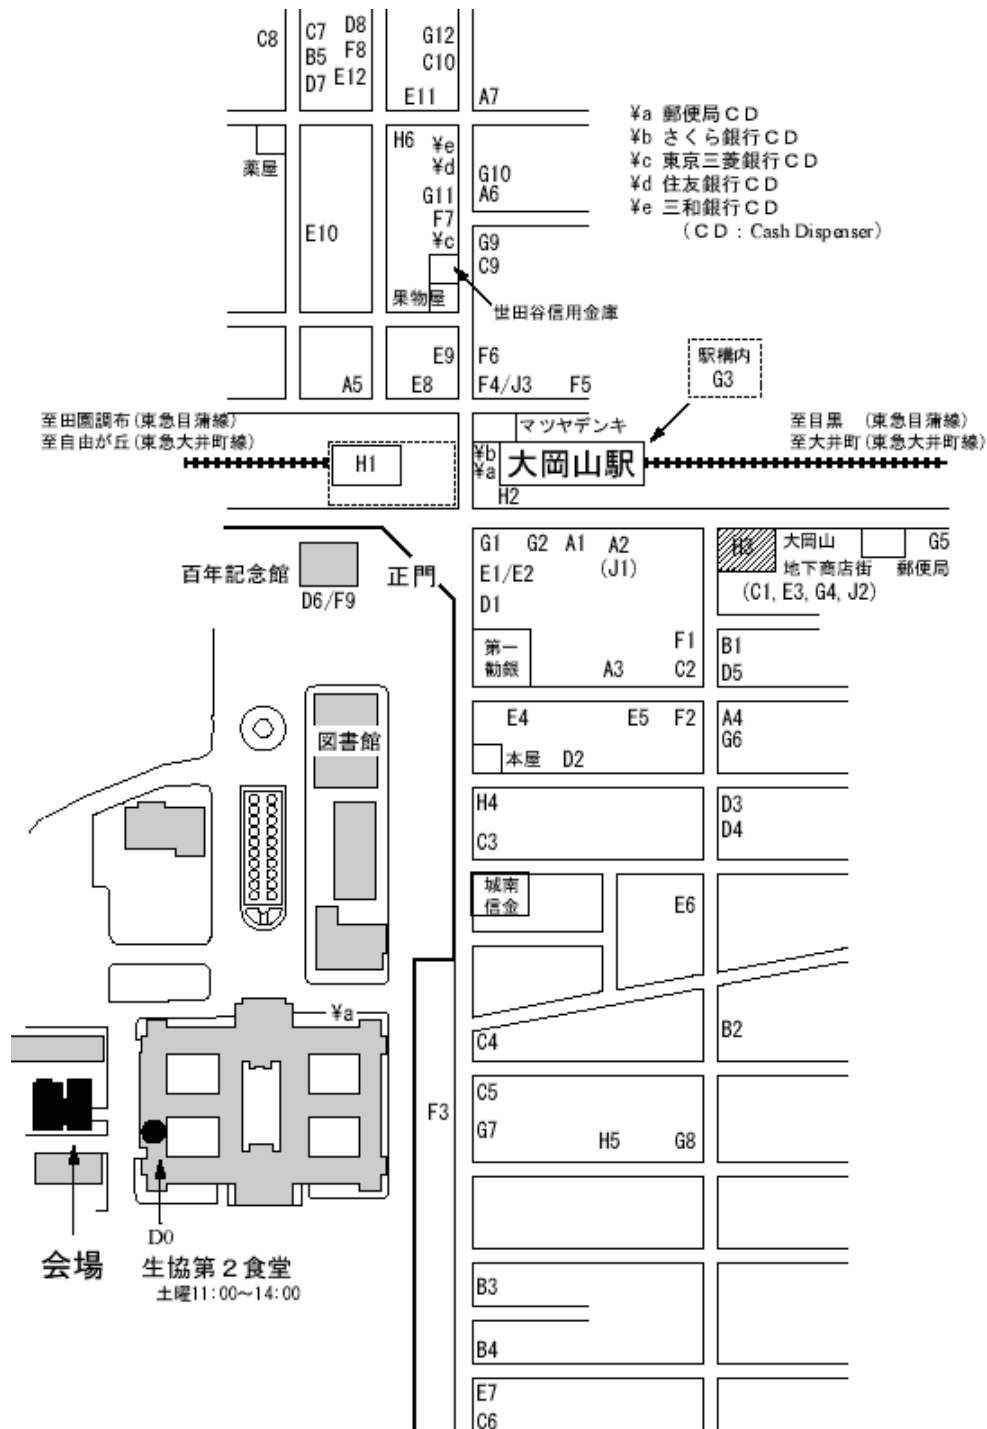 C8
C7 D8
B5 F8
D7 E12
G12
C10
E11
A7
¥a 郵便局ＣＤ
¥b さくら銀行ＣＤ
¥c 東京三菱銀行ＣＤ
¥d 住友銀行ＣＤ
¥e 三和銀行ＣＤ
（ＣＤ：Cash Dispenser）
薬屋
H6 ¥e
¥d
G11
F7
¥c
G10
A6
E10
G9
C9
果物屋
世田谷信用金庫
E9
A5
E8
F6
F4/J3
F5
駅構内
G3
至田園調布(東急目蒲線)
至自由が丘(東急大井町線)
マツヤデンキ
至目黒 (東急目蒲線)
至大井町(東急大井町線)
H1
¥b
¥a
大岡山駅
H2
百年記念館
D6/F9
正門
G1 G2 A1 A2
(J1)
E1/E2
D1
H3
大岡山
地下商店街
(C1, E3, G4, J2)
G5
郵便局
第一
勧銀
F1
A3
C2
B1
D5
図書館
E4
E5
F2
本屋 D2
A4
G6
H4
C3
D3
D4
城南
信金
E6
¥a
C4
B2
C5
F3
G7
H5
G8
会場
D0
生協第２食堂
土曜11:00～14:00
B3
B4
E7
C6